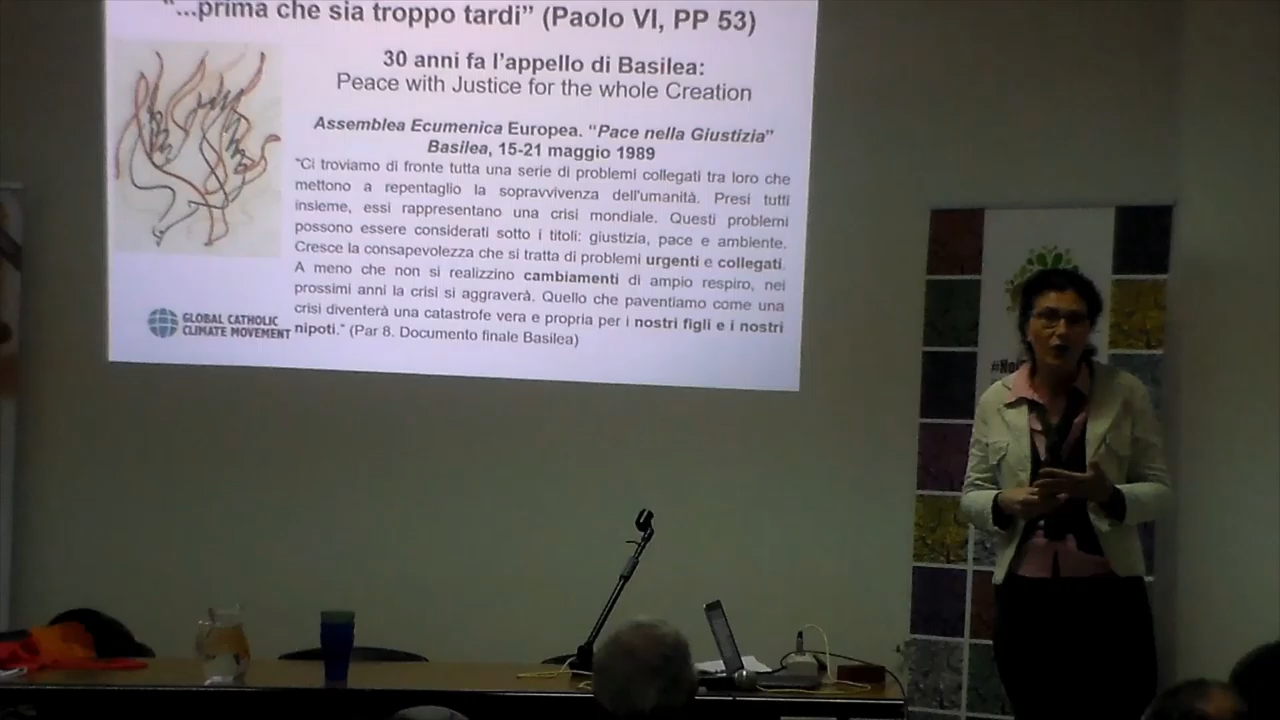 “...prima che sia troppo tardi” (Paolo VI, PP 53)
30 anni fa l’appello di Basilea:
Peace with Justice for the whole Creation
Assemblea Ecumenica Europea. “Pace nella Giustizia”
Basilea, 15-21 maggio 1989
“Ci troviamo di fronte tutta una serie di problemi collegati tra loro che
mettono a repentaglio la sopravvivenza dell'umanità. Presi tutti
insieme, essi rappresentano una crisi mondiale. Questi problemi
possono essere considerati sotto i titoli: giustizia, pace e ambiente.
Cresce la consapevolezza che si tratta di problemi urgenti e collegati.
A meno che non si realizzino cambiamenti di ampio respiro, nei
prossimi anni la crisi si aggraverà. Quello che paventiamo come una
crisi diventerà una catastrofe vera e propria per i nostri figli e i nostri
nipoti.” (Par 8. Documento finale Basilea)
GLOBAL CATHOLIC
CLIMATE MOVEMENT